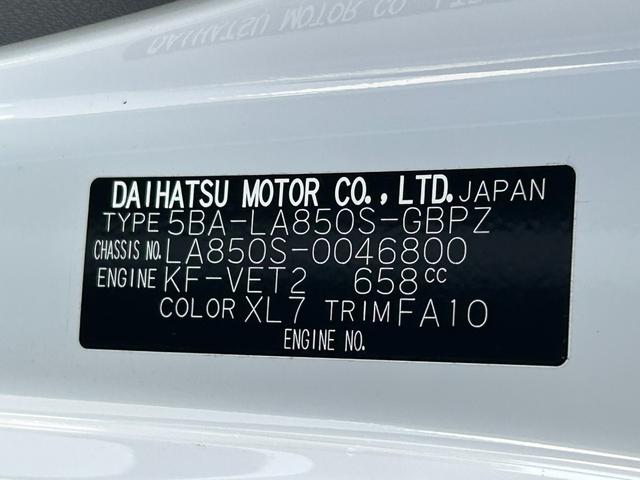 DAIHATSU MOTOR CO., LTD. JAPAN
TYPE 5BA-LA850S-GBPZ
CHASSIS NO. LA850S-0046800
ENGINE KF-VET2 658cc
COLOR XL7 TRIM FA10
ENGINE NO.